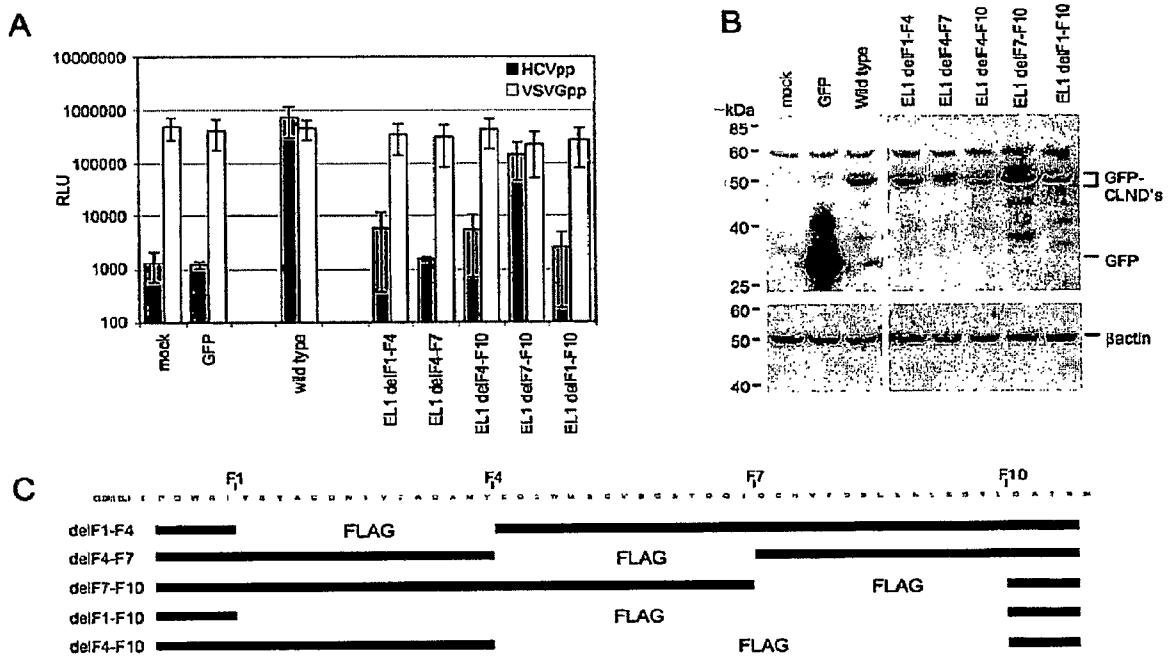 A
10000000
1000000
100000
10000
1000
100
RLU
HCVpp
VSVGpp
mock
GFP
wild type
EL1 delF1-F4
EL1 delF4-F7
EL1 delF4-F10
EL1 delF7-F10
EL1 delF1-F10
B
mock
GFP
Wild type
EL1 delF1-F4
EL1 delF4-F7
EL1 delF4-F10
EL1 delF7-F10
EL1 delF1-F10
~kDa
85
60
50
40
25
GFP-
CLND's
GFP
60
50
40
βactin
C
F1 F4 F7 F10
delF1-F4 FLAG
delF4-F7 FLAG
delF7-F10 FLAG
delF1-F10 FLAG
delF4-F10 FLAG